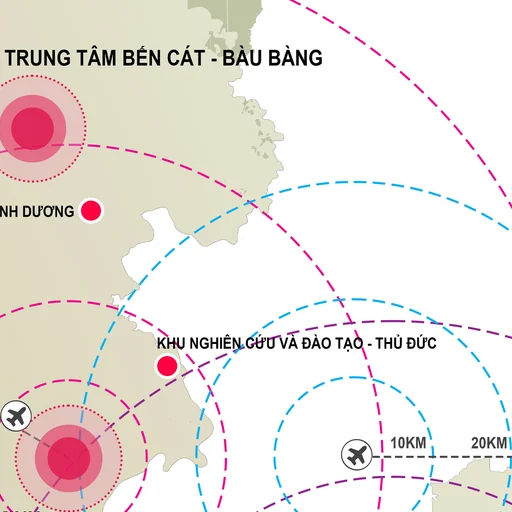 TRUNG TÂM BẾN CÁT - BÀU BÀNG
NH DƯƠNG
KHU NGHIÊN CỨU VÀ ĐÀO TẠO - THỦ ĐỨC
10KM
20KM